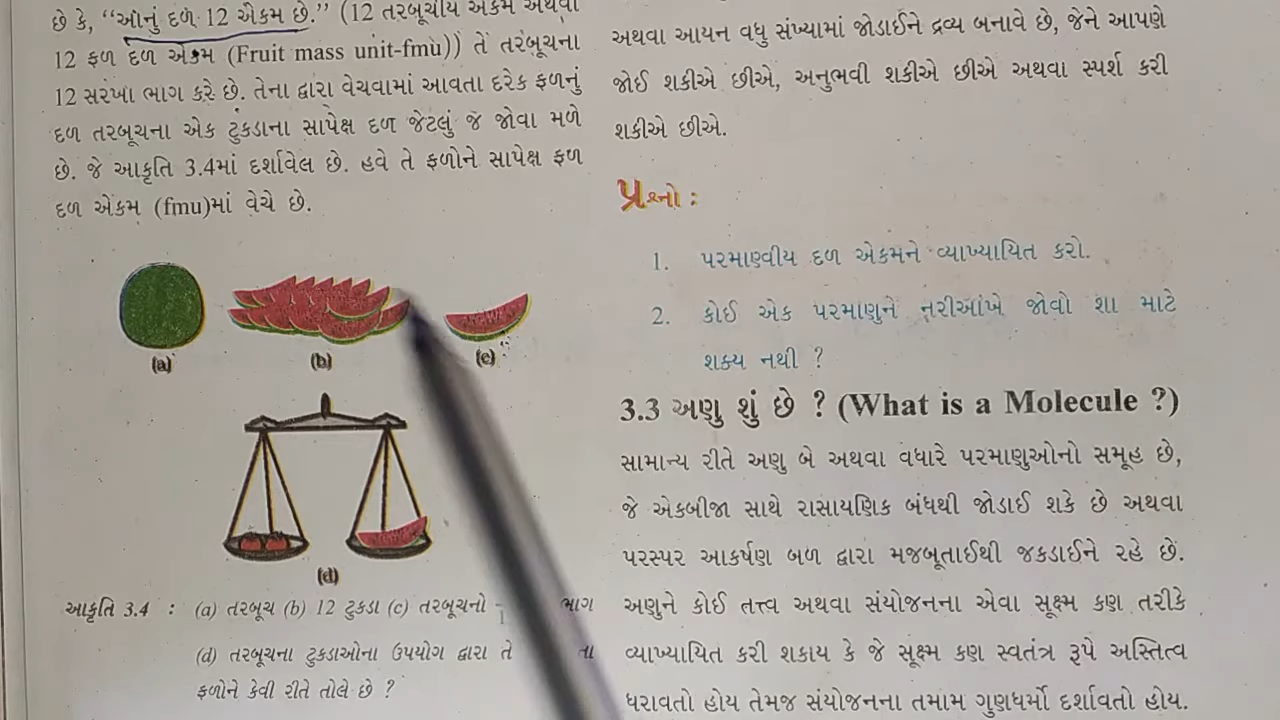 છે કે, “આનું દળ 12 એકમ છે.” (12 તરબૂચીય એકમ અથવા
12 ફળ દળ એકમ (Fruit mass unit-fmu)) તે તરબૂચના
12 સરખા ભાગ કરે છે. તેના દ્વારા વેચવામાં આવતા દરેક ફળનું
દળ તરબૂચના એક ટુંકડાના સાપેક્ષ દળ જેટલું જ જોવા મળે
છે. જે આકૃતિ 3.4માં દર્શાવેલ છે. હવે તે ફળોને સાપેક્ષ ફળ
દળ એકમ (fmu)માં વેચે છે.
(a)
(b)
(c)
(d)
આકૃતિ 3.4 : (a) તરબૂચ (b) 12 ટુકડા (c) તરબૂચનો ભાગ
(d) તરબૂચના ટુકડાઓના ઉપયોગ દ્વારા તે
ફળોને કેવી રીતે તોલે છે ?
અથવા આયન વધુ સંખ્યામાં જોડાઈને દ્રવ્ય બનાવે છે, જેને આપણે
જોઈ શકીએ છીએ, અનુભવી શકીએ છીએ અથવા સ્પર્શ કરી
શકીએ છીએ.
પ્રશ્નો :
1. પરમાણ્વીય દળ એકમને વ્યાખ્યાયિત કરો.
2. કોઈ એક પરમાણુને નરીઆંખે જોવો શા માટે
શક્ય નથી ?
3.3 અણુ શું છે ? (What is a Molecule ?)
સામાન્ય રીતે અણુ બે અથવા વધારે પરમાણુઓનો સમૂહ છે,
જે એકબીજા સાથે રાસાયણિક બંધથી જોડાઈ શકે છે અથવા
પરસ્પર આકર્ષણ બળ દ્વારા મજબૂતાઈથી જકડાઈને રહે છે.
અણુને કોઈ તત્ત્વ અથવા સંયોજનના એવા સૂક્ષ્મ કણ તરીકે
વ્યાખ્યાયિત કરી શકાય કે જે સૂક્ષ્મ કણ સ્વતંત્ર રૂપે અસ્તિત્વ
ધરાવતો હોય તેમજ સંયોજનના તમામ ગુણધર્મો દર્શાવતો હોય.